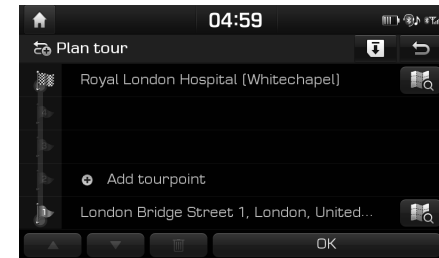 04:59
Plan tour
Royal London Hospital (Whitechapel)
Add tourpoint
London Bridge Street 1, London, United...
OK